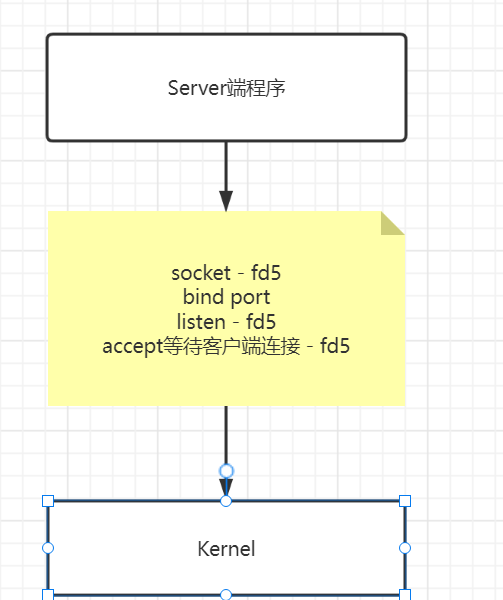 Server端程序
socket - fd5
bind port
listen - fd5
accept等待客户端连接 - fd5
Kernel